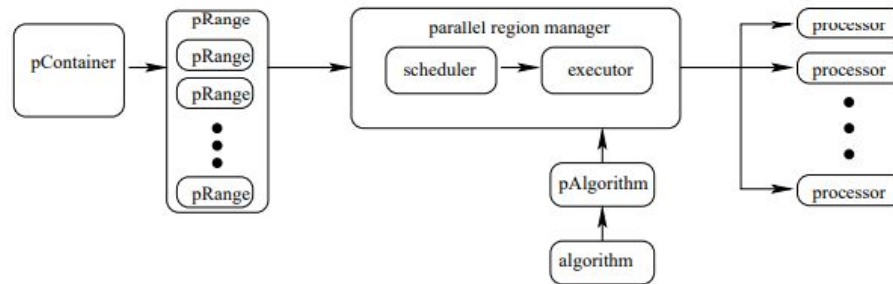 pContainer
pRange
pRange
pRange
pRange
parallel region manager
scheduler
executor
pAlgorithm
algorithm
processor
processor
processor